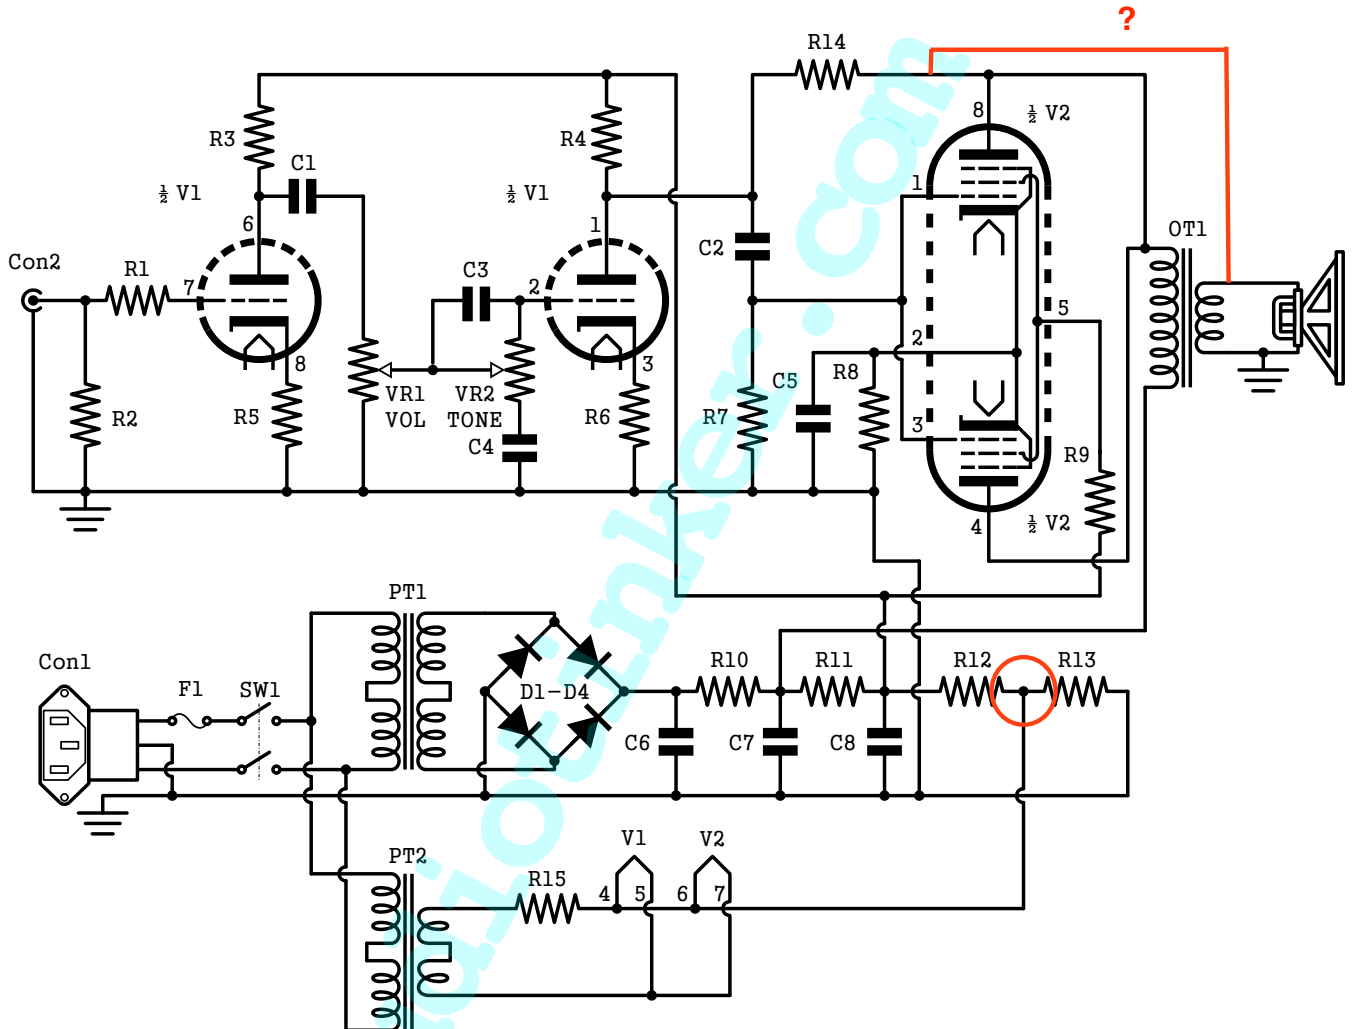 ?
R14
8
½ V2
R3
R4
C1
½ V1
½ V1
1
6
1
C2
OT1
Con2
R1
C3
7
2
5
2
8
3
C5
R8
VR1
VOL
VR2
TONE
R2
R5
R6
R7
C4
3
R9
4
½ V2
PT1
Con1
F1
SW1
D1-D4
R10
R11
R12
R13
C6
C7
C8
PT2
V1
V2
R15
4
5
6
7
diotinker.com